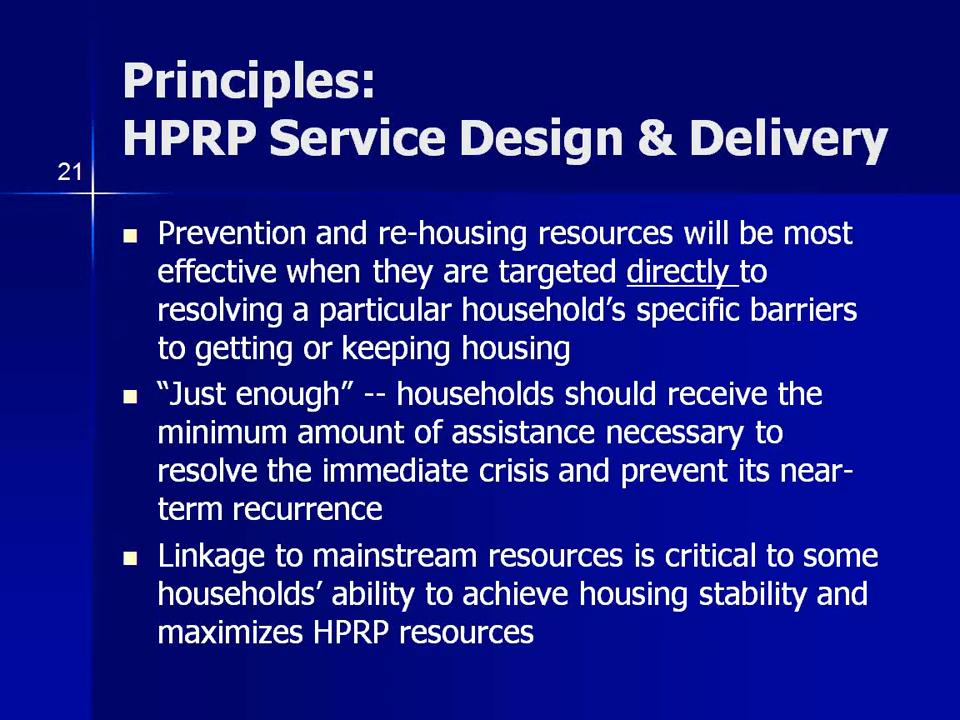 Principles:
HPRP Service Design & Delivery
21
Prevention and re-housing resources will be most
effective when they are targeted directly to
resolving a particular household’s specific barriers
to getting or keeping housing
“Just enough” -- households should receive the
minimum amount of assistance necessary to
resolve the immediate crisis and prevent its near-
term recurrence
Linkage to mainstream resources is critical to some
households’ ability to achieve housing stability and
maximizes HPRP resources